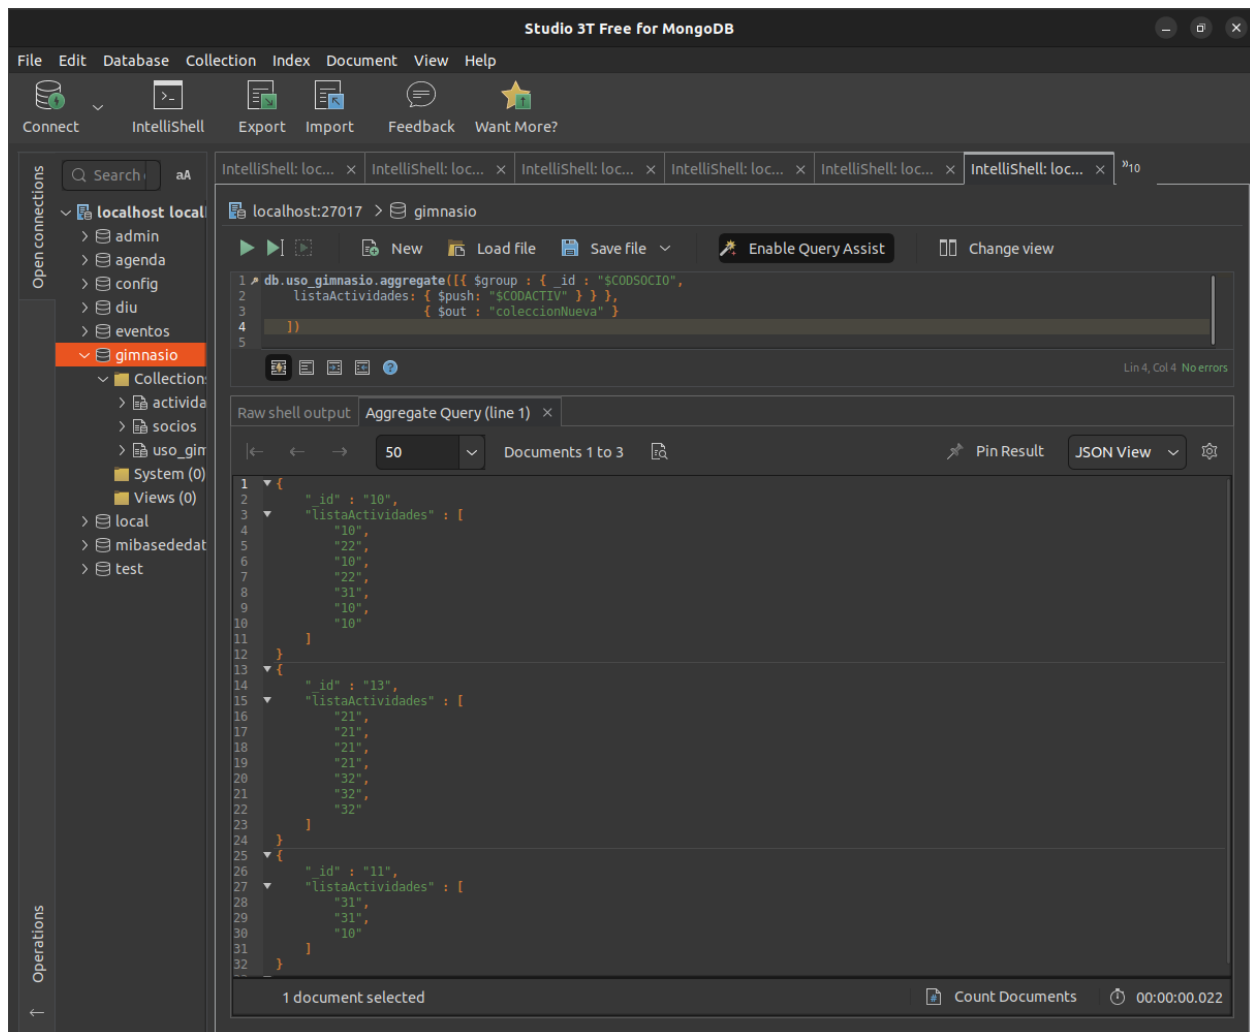 Studio 3T Free for MongoDB
File Edit Database Collection Index Document View Help
Connect IntelliShell Export Import Feedback Want More?
Open connections
Search aA
localhost local
admin
agenda
config
diu
eventos
gimnasio
Collection
activida
socios
uso_gim
System (0)
Views (0)
local
mibasededat
test
Operations
IntelliShell: loc... IntelliShell: loc... IntelliShell: loc... IntelliShell: loc... IntelliShell: loc... IntelliShell: loc... »10
localhost:27017 > gimnasio
New Load file Save file Enable Query Assist Change view
1 db.uso_gimnasio.aggregate([{ $group : { _id : "$CODSOCIO",
2 listaActividades: { $push: "$CODACTIV" } } },
3 { $out : "coleccionNueva" }
4 ])
5
Lin 4, Col 4 No errors
Raw shell output Aggregate Query (line 1)
50 Documents 1 to 3 Pin Result JSON View
1 {
2 "_id" : "10",
3 "listaActividades" : [
4 "10",
5 "22",
6 "10",
7 "22",
8 "31",
9 "10",
10 "10"
11 ]
12 }
13 {
14 "_id" : "13",
15 "listaActividades" : [
16 "21",
17 "21",
18 "21",
19 "21",
20 "32",
21 "32",
22 "32"
23 ]
24 }
25 {
26 "_id" : "11",
27 "listaActividades" : [
28 "31",
29 "31",
30 "10"
31 ]
32 }
1 document selected Count Documents 00:00:00.022